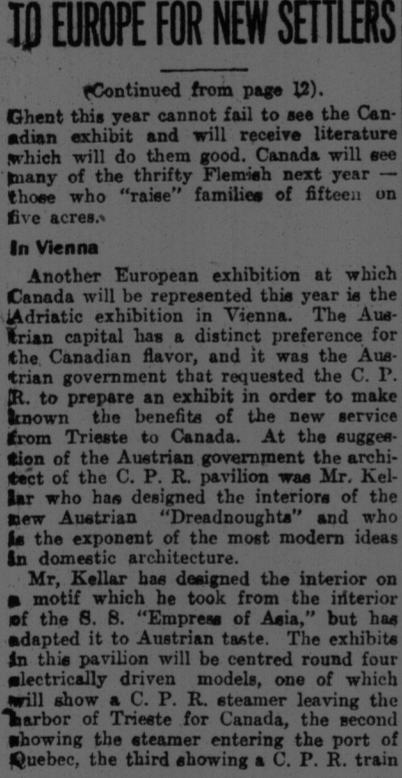 TO EUROPE FOR NEW SETTLERS
(Continued from page 12).
Ghent this year cannot fail to see the Can-
adian exhibit and will receive literature
which will do them good. Canada will see
many of the thrifty Flemish next year —
those who "raise" families of fifteen on
five acres.
In Vienna
Another European exhibition at which
Canada will be represented this year is the
Adriatic exhibition in Vienna. The Aus-
trian capital has a distinct preference for
the Canadian flavor, and it was the Aus-
trian government that requested the C. P.
R. to prepare an exhibit in order to make
known the benefits of the new service
from Trieste to Canada. At the sugges-
tion of the Austrian government the archi-
tect of the C. P. R. pavilion was Mr. Kel-
lar who has designed the interiors of the
new Austrian "Dreadnoughts" and who
is the exponent of the most modern ideas
in domestic architecture.
Mr, Kellar has designed the interior on
a motif which he took from the interior
of the S. S. "Empress of Asia," but has
adapted it to Austrian taste. The exhibits
in this pavilion will be centred round four
electrically driven models, one of which
will show a C. P. R. steamer leaving the
harbor of Trieste for Canada, the second
showing the steamer entering the port of
Quebec, the third showing a C. P. R. train